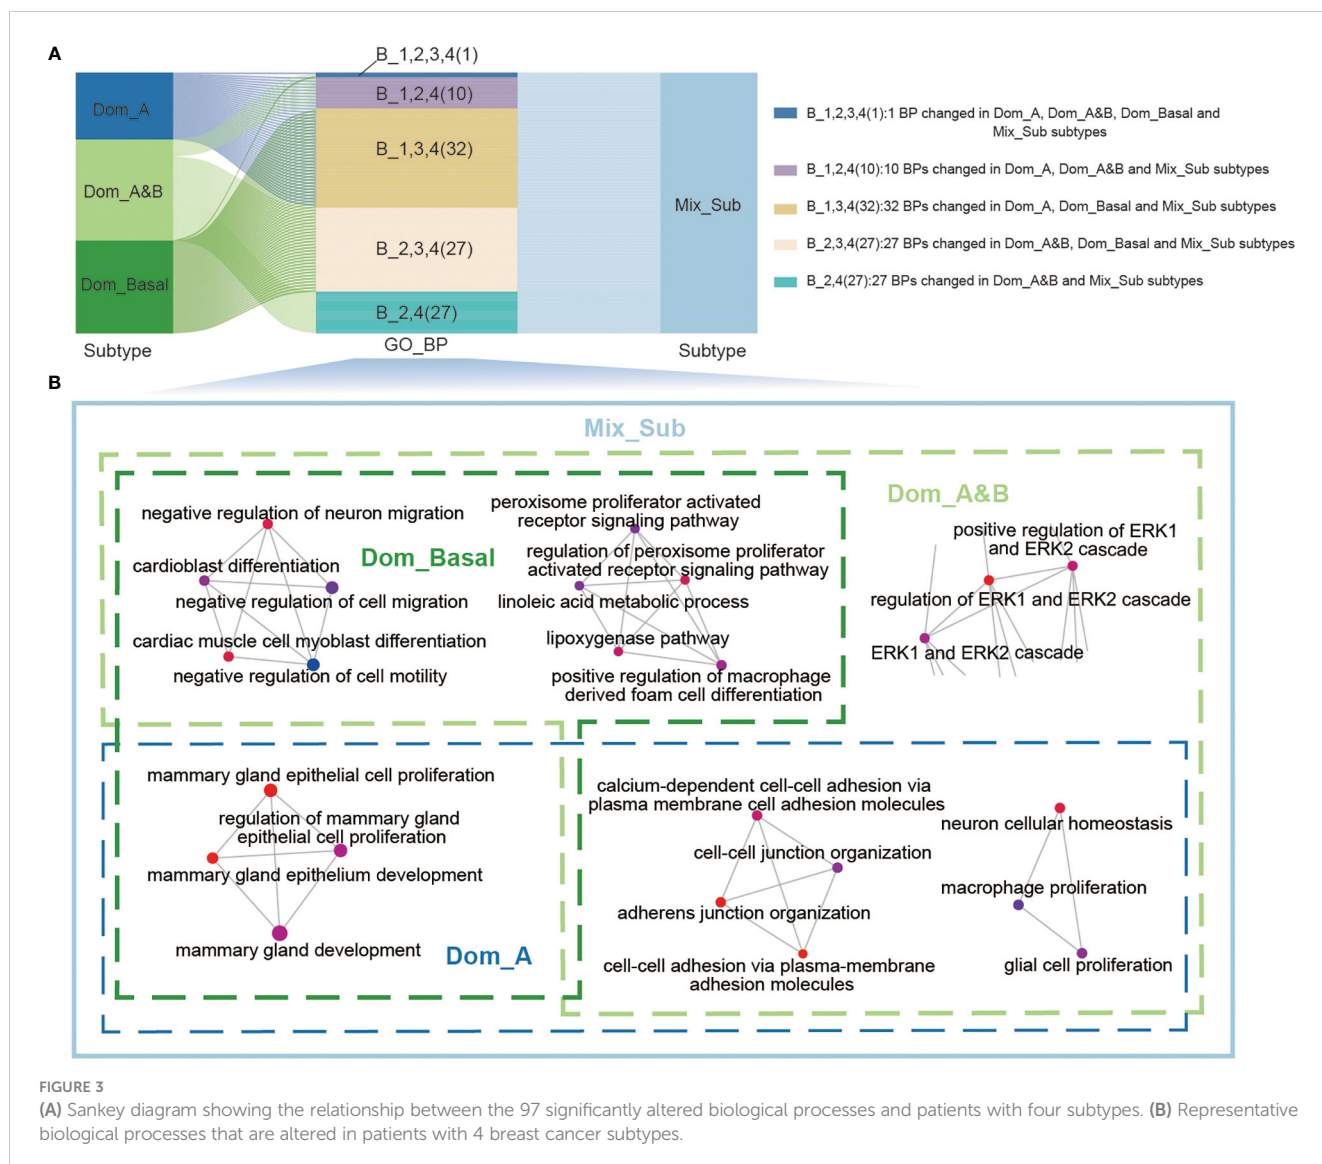 A
B_1,2,3,4(1)
Dom_A
Dom_A&B
Dom_Basal
Subtype
B_1,2,4(10)
B_1,3,4(32)
B_2,3,4(27)
B_2,4(27)
GO_BP
Mix_Sub
Subtype
B_1,2,3,4(1):1 BP changed in Dom_A, Dom_A&B, Dom_Basal and
Mix_Sub subtypes
B_1,2,4(10):10 BPs changed in Dom_A, Dom_A&B and Mix_Sub subtypes
B_1,3,4(32):32 BPs changed in Dom_A, Dom_Basal and Mix_Sub subtypes
B_2,3,4(27):27 BPs changed in Dom_A&B, Dom_Basal and Mix_Sub subtypes
B_2,4(27):27 BPs changed in Dom_A&B and Mix_Sub subtypes
B
Mix_Sub
negative regulation of neuron migration
cardioblast differentiation
Dom_Basal
negative regulation of cell migration
cardiac muscle cell myoblast differentiation
negative regulation of cell motility
peroxisome proliferator activated
receptor signaling pathway
regulation of peroxisome proliferator
activated receptor signaling pathway
linoleic acid metabolic process
lipoxygenase pathway
positive regulation of macrophage
derived foam cell differentiation
Dom_A&B
positive regulation of ERK1
and ERK2 cascade
regulation of ERK1 and ERK2 cascade
ERK1 and ERK2 cascade
mammary gland epithelial cell proliferation
regulation of mammary gland
epithelial cell proliferation
mammary gland epithelium development
mammary gland development
Dom_A
calcium-dependent cell-cell adhesion via
plasma membrane cell adhesion molecules
cell-cell junction organization
adherens junction organization
cell-cell adhesion via plasma-membrane
adhesion molecules
neuron cellular homeostasis
macrophage proliferation
glial cell proliferation
FIGURE 3
(A) Sankey diagram showing the relationship between the 97 significantly altered biological processes and patients with four subtypes. (B) Representative
biological processes that are altered in patients with 4 breast cancer subtypes.